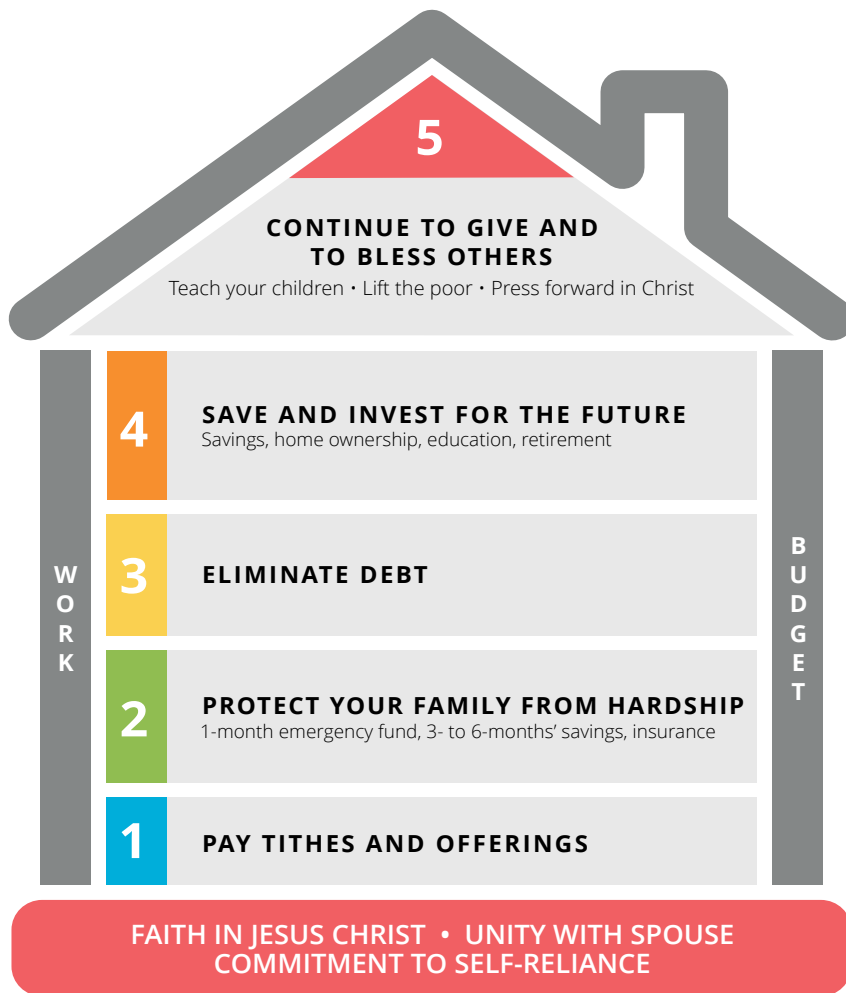 5
CONTINUE TO GIVE AND
TO BLESS OTHERS
Teach your children • Lift the poor • Press forward in Christ
4
SAVE AND INVEST FOR THE FUTURE
Savings, home ownership, education, retirement
3
ELIMINATE DEBT
2
PROTECT YOUR FAMILY FROM HARDSHIP
1-month emergency fund, 3- to 6-months’ savings, insurance
1
PAY TITHES AND OFFERINGS
WORK
BUDGET
FAITH IN JESUS CHRIST • UNITY WITH SPOUSE
COMMITMENT TO SELF-RELIANCE